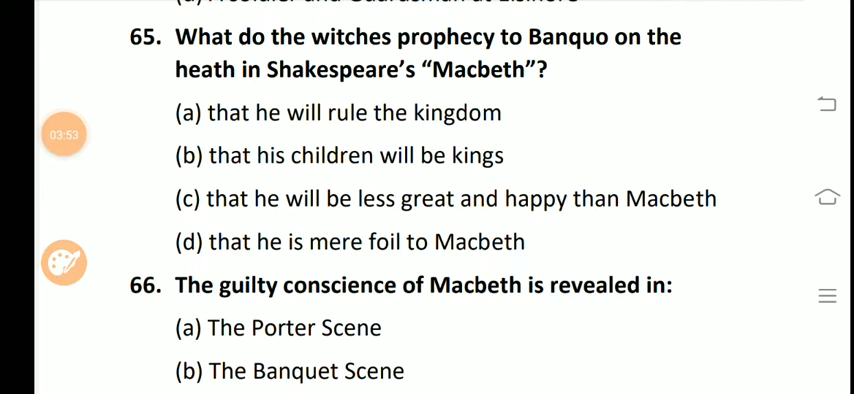 65. What do the witches prophecy to Banquo on the
heath in Shakespeare's “Macbeth”?
(a) that he will rule the kingdom
(b) that his children will be kings
(c) that he will be less great and happy than Macbeth
(d) that he is mere foil to Macbeth
66. The guilty conscience of Macbeth is revealed in:
(a) The Porter Scene
(b) The Banquet Scene
03:53